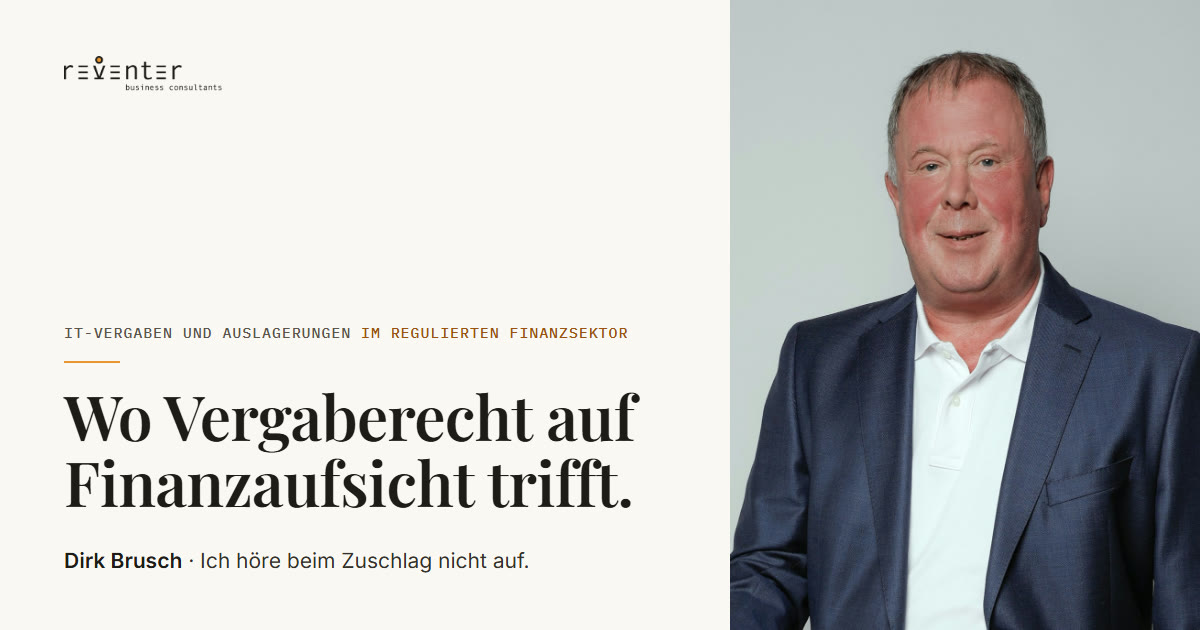 reventer
business consultants
IT-VERGABEN UND AUSLAGERUNGEN IM REGULIERTEN FINANZSEKTOR
Wo Vergaberecht auf
Finanzaufsicht trifft.
Dirk Brusch · Ich höre beim Zuschlag nicht auf.